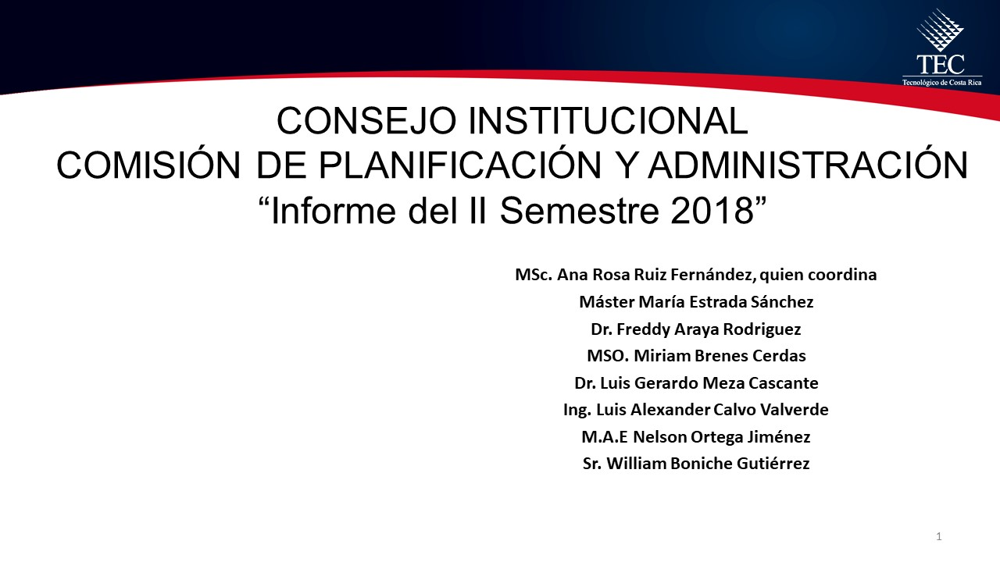 TEC
Tecnológico de Costa Rica
CONSEJO INSTITUCIONAL
COMISIÓN DE PLANIFICACIÓN Y ADMINISTRACIÓN
“Informe del II Semestre 2018”
MSc. Ana Rosa Ruiz Fernández, quien coordina
Máster María Estrada Sánchez
Dr. Freddy Araya Rodriguez
MSO. Miriam Brenes Cerdas
Dr. Luis Gerardo Meza Cascante
Ing. Luis Alexander Calvo Valverde
M.A.E Nelson Ortega Jiménez
Sr. William Boniche Gutiérrez
1